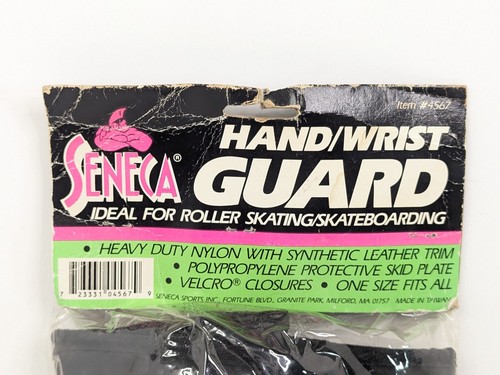 Item #4567
SENECA®
HAND/WRIST
GUARD
IDEAL FOR ROLLER SKATING/SKATEBOARDING
• HEAVY DUTY NYLON WITH SYNTHETIC LEATHER TRIM
• POLYPROPYLENE PROTECTIVE SKID PLATE
• VELCRO® CLOSURES • ONE SIZE FITS ALL
7 23331 04567 9
SENECA SPORTS INC. FORTUNE BLVD., GRANITE PARK, MILFORD, MA 01757 MADE IN TAIWAN